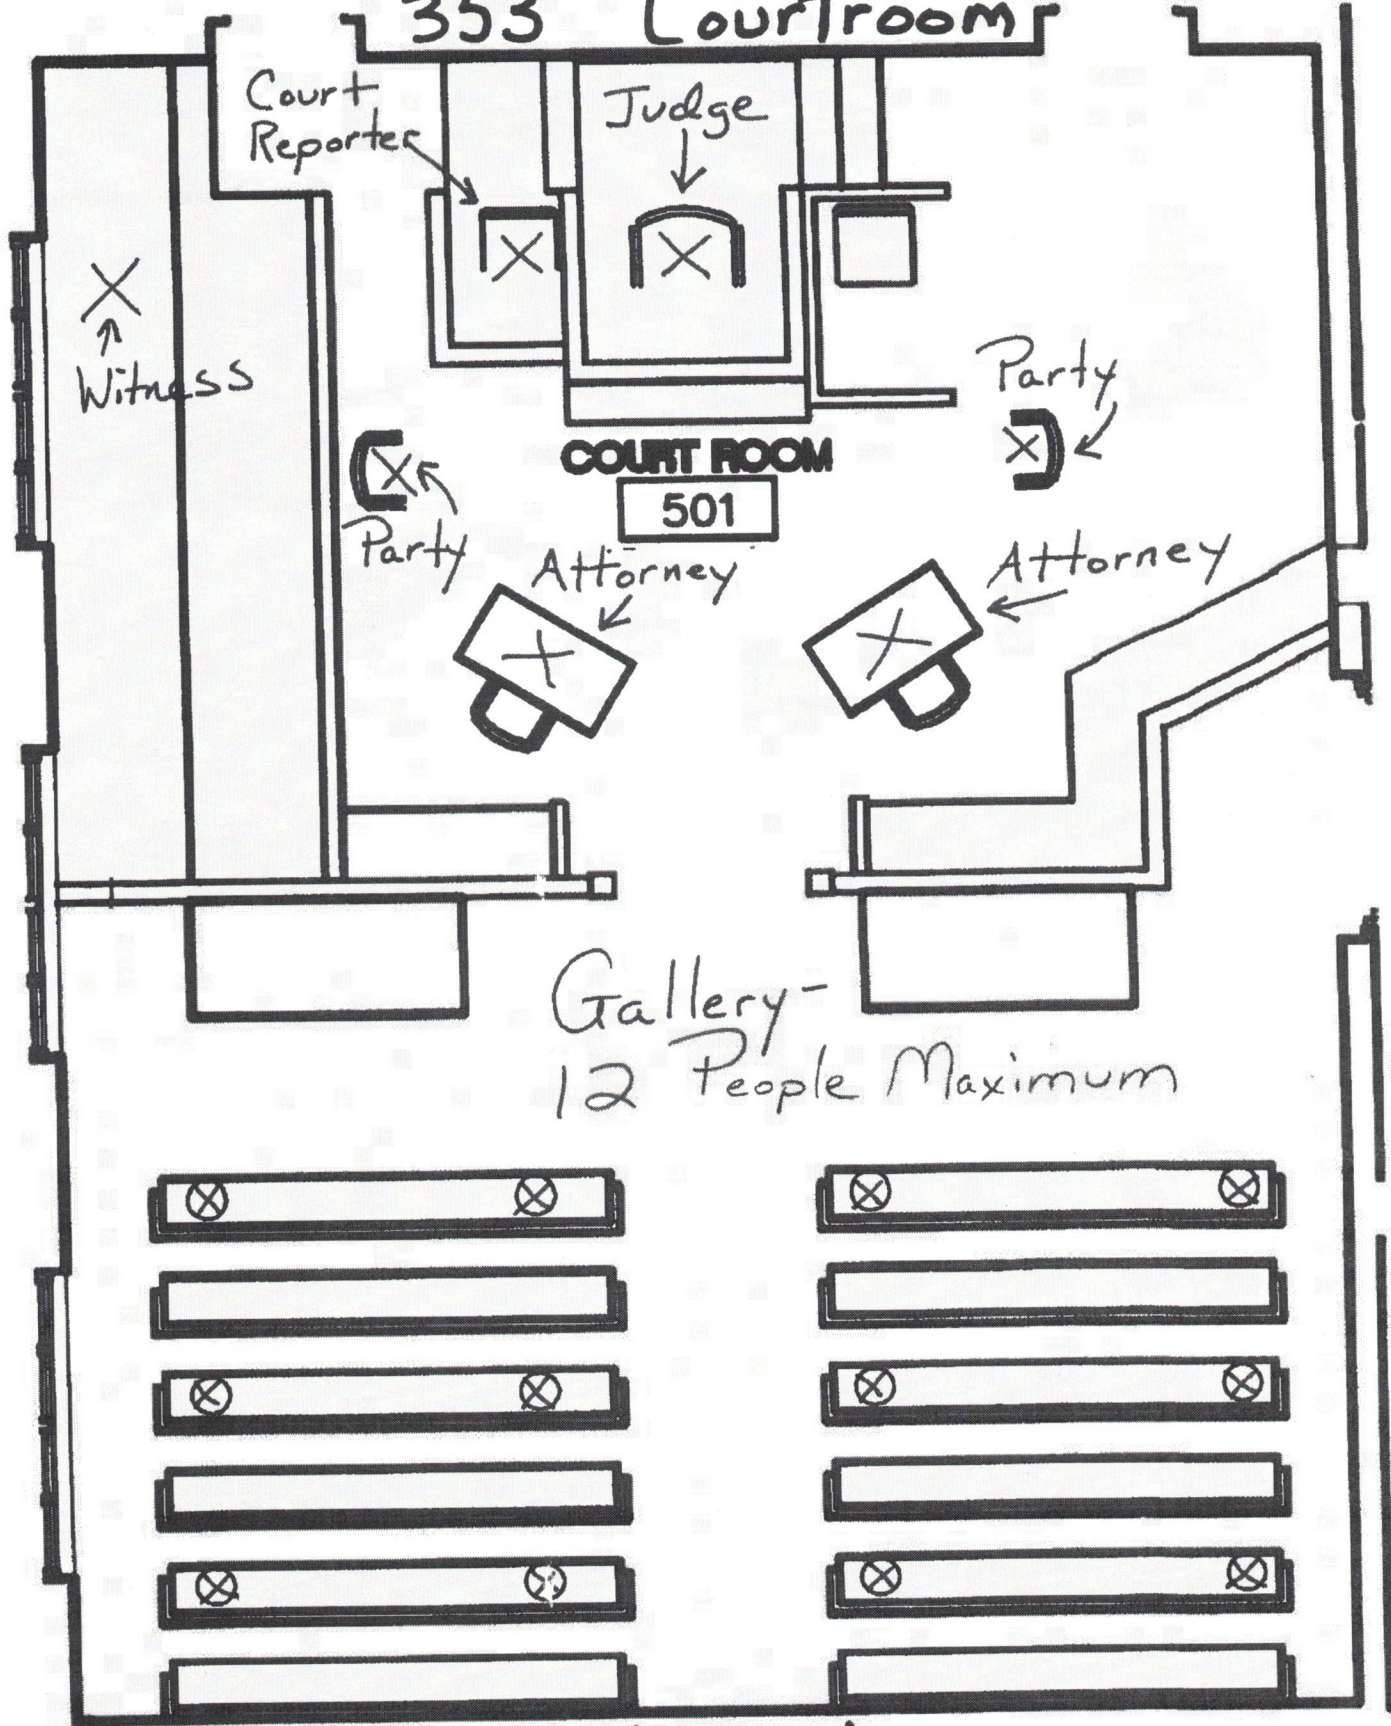 353 Courtroom
Court
Reporter
Judge
Witness
Party
Party
COURT ROOM
501
Attorney
Attorney
Gallery-
12 People Maximum